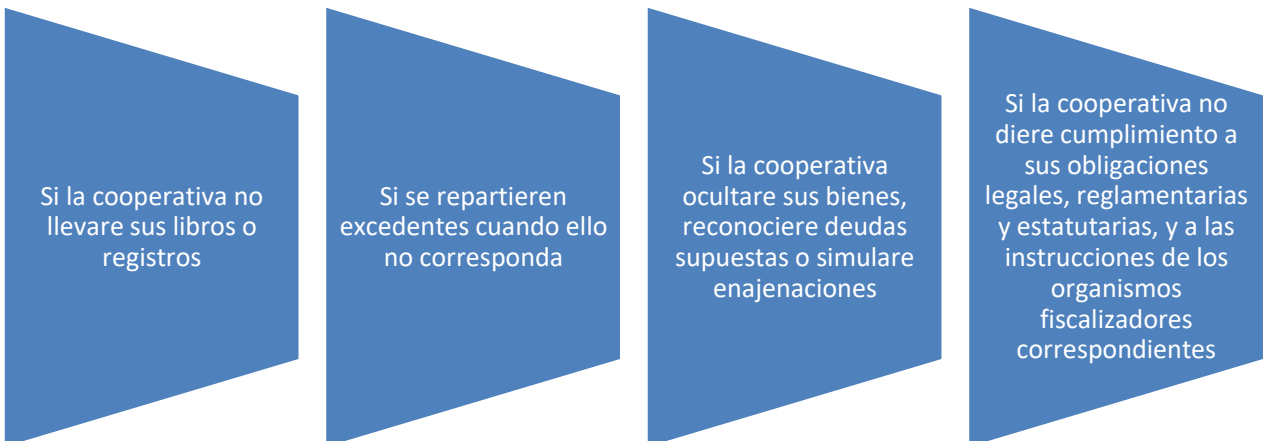 Si la cooperativa no
llevare sus libros o
registros
Si se repartieren
excedentes cuando ello
no corresponda
Si la cooperativa
ocultare sus bienes,
reconociere deudas
supuestas o simulare
enajenaciones
Si la cooperativa no
diere cumplimiento a
sus obligaciones
legales, reglamentarias
y estatutarias, y a las
instrucciones de los
organismos
fiscalizadores
correspondientes